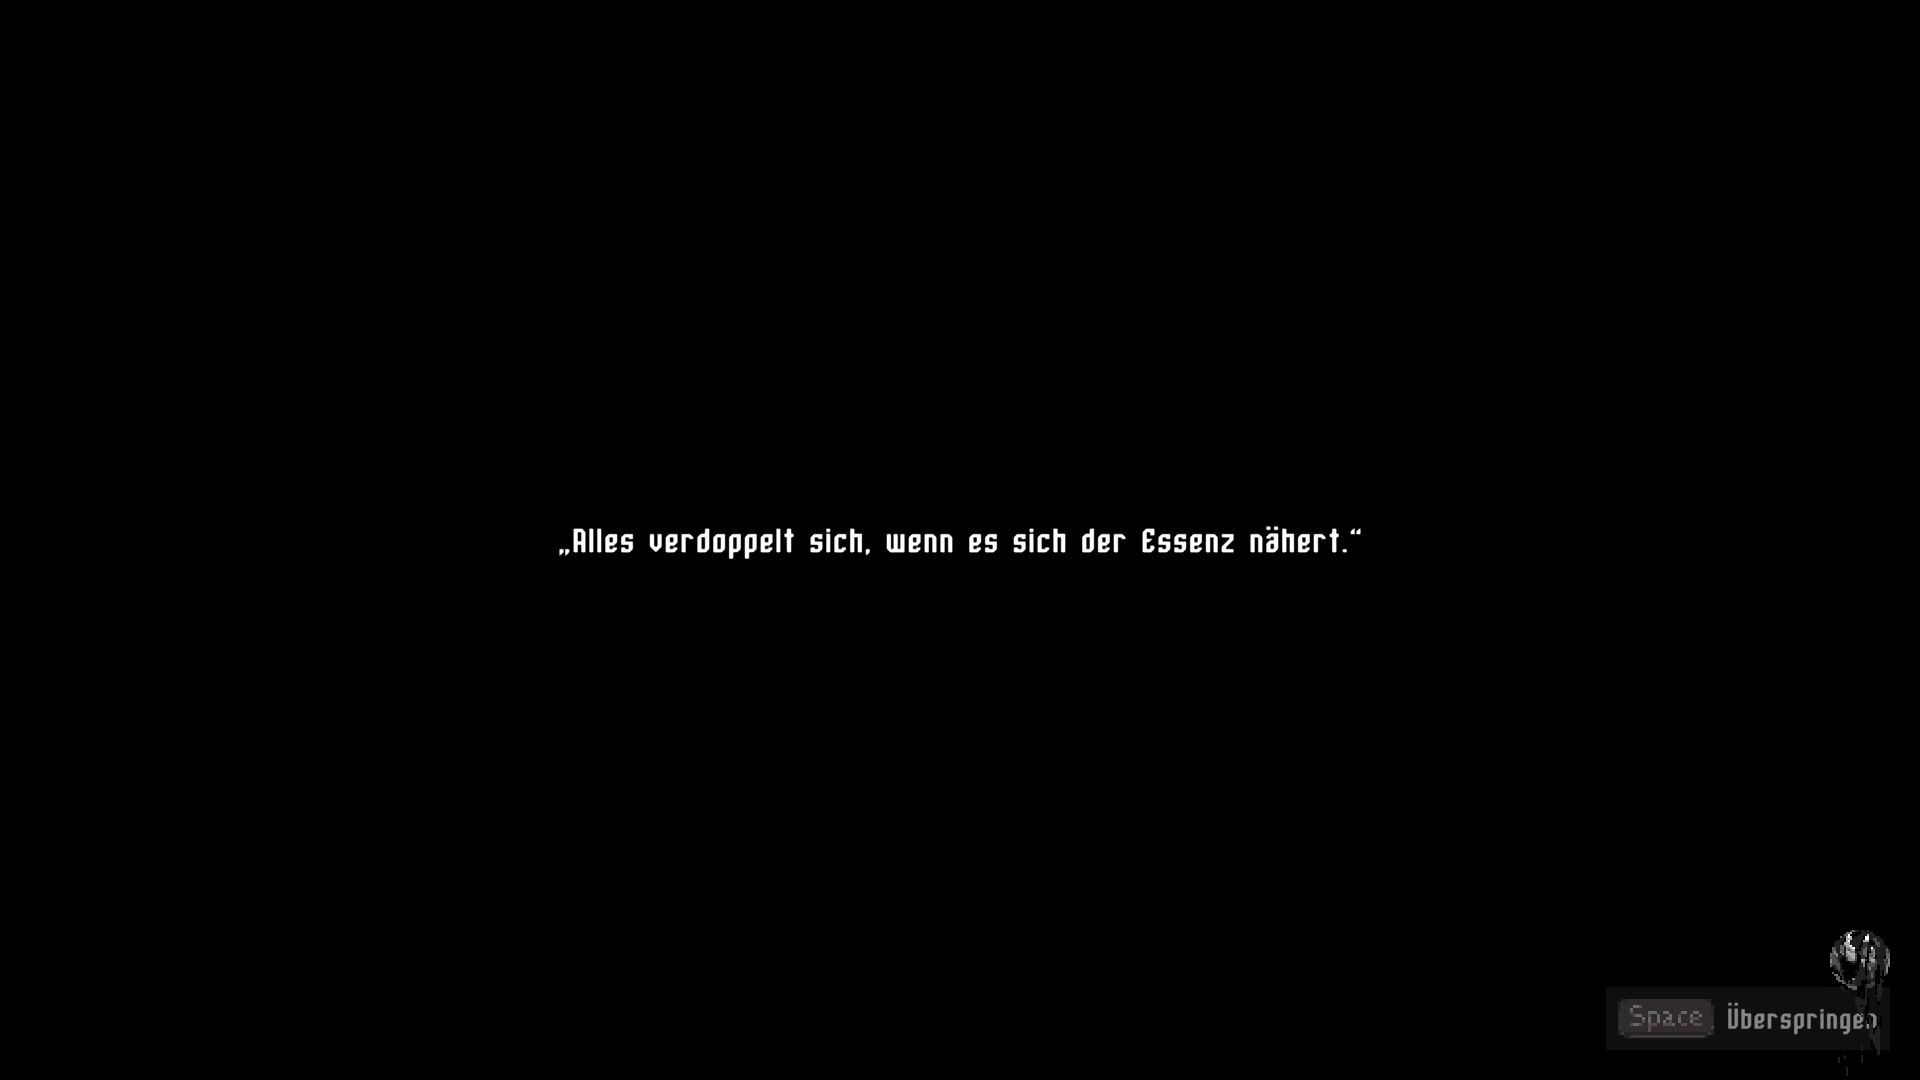 „Alles verdoppelt sich, wenn es sich der Essenz nähert.“
Space Überspringen